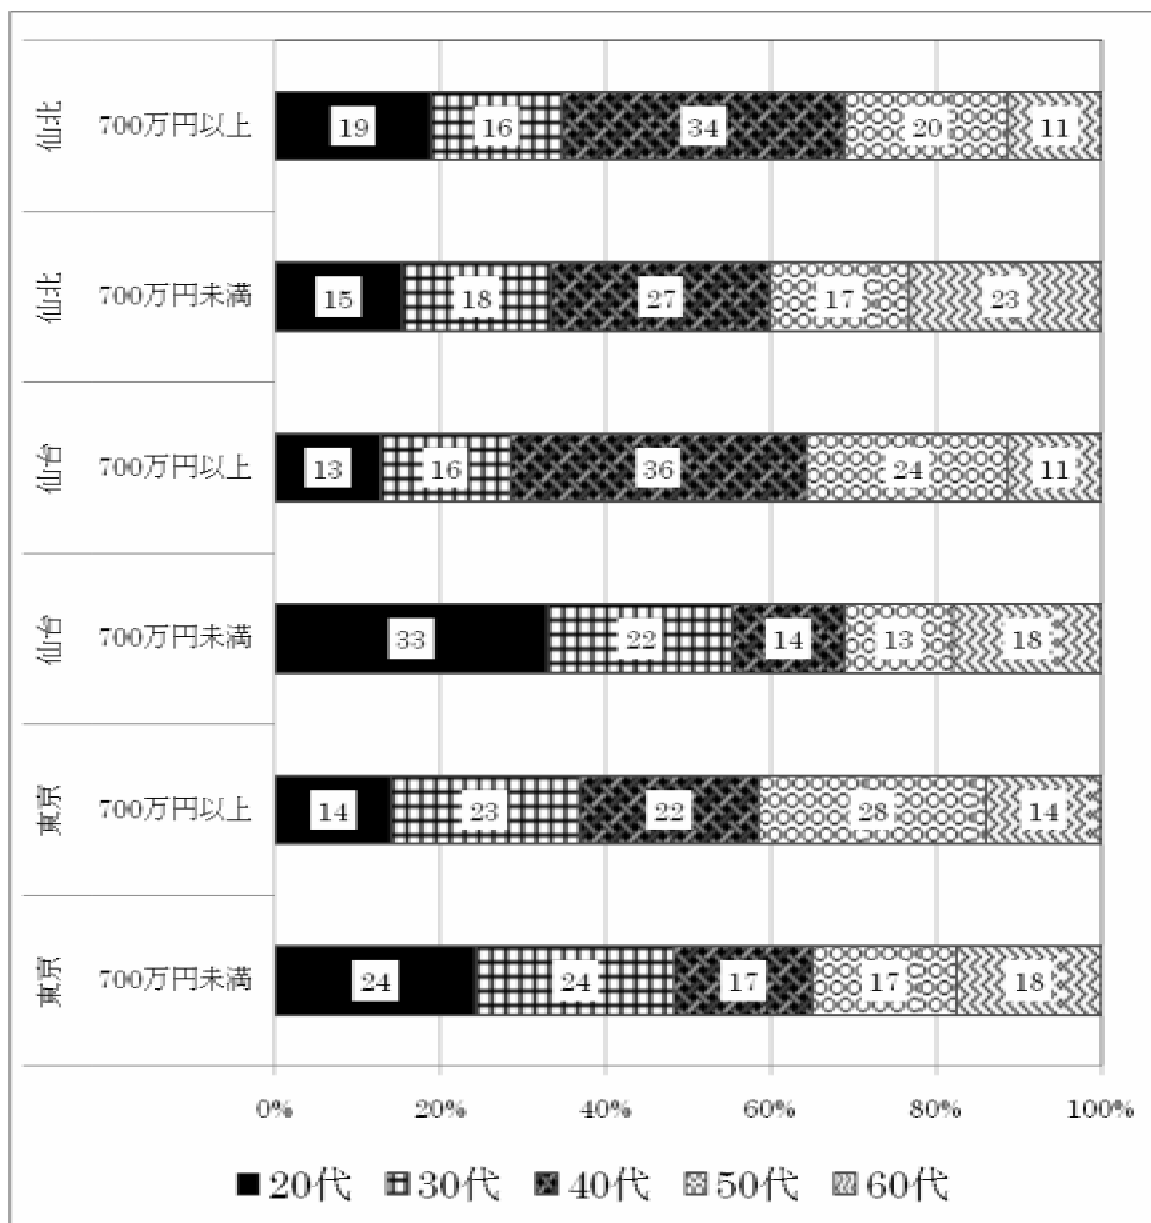 仙北 700万円以上 19 16 34 20 11
仙北 700万円未満 15 18 27 17 23
仙台 700万円以上 13 16 36 24 11
仙台 700万円未満 33 22 14 13 18
東京 700万円以上 14 23 22 28 14
東京 700万円未満 24 24 17 17 18
0% 20% 40% 60% 80% 100%
20代 30代 40代 50代 60代